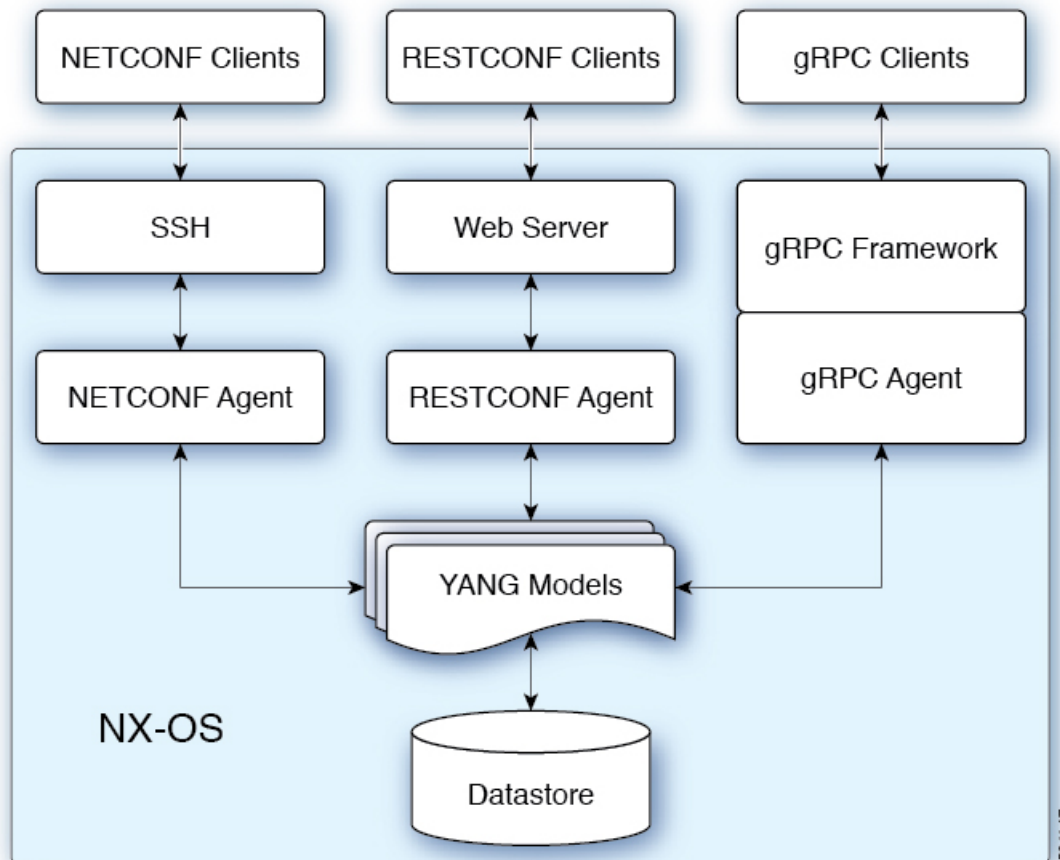 NETCONF Clients
RESTCONF Clients
gRPC Clients
SSH
Web Server
gRPC Framework
NETCONF Agent
RESTCONF Agent
gRPC Agent
YANG Models
NX-OS
Datastore